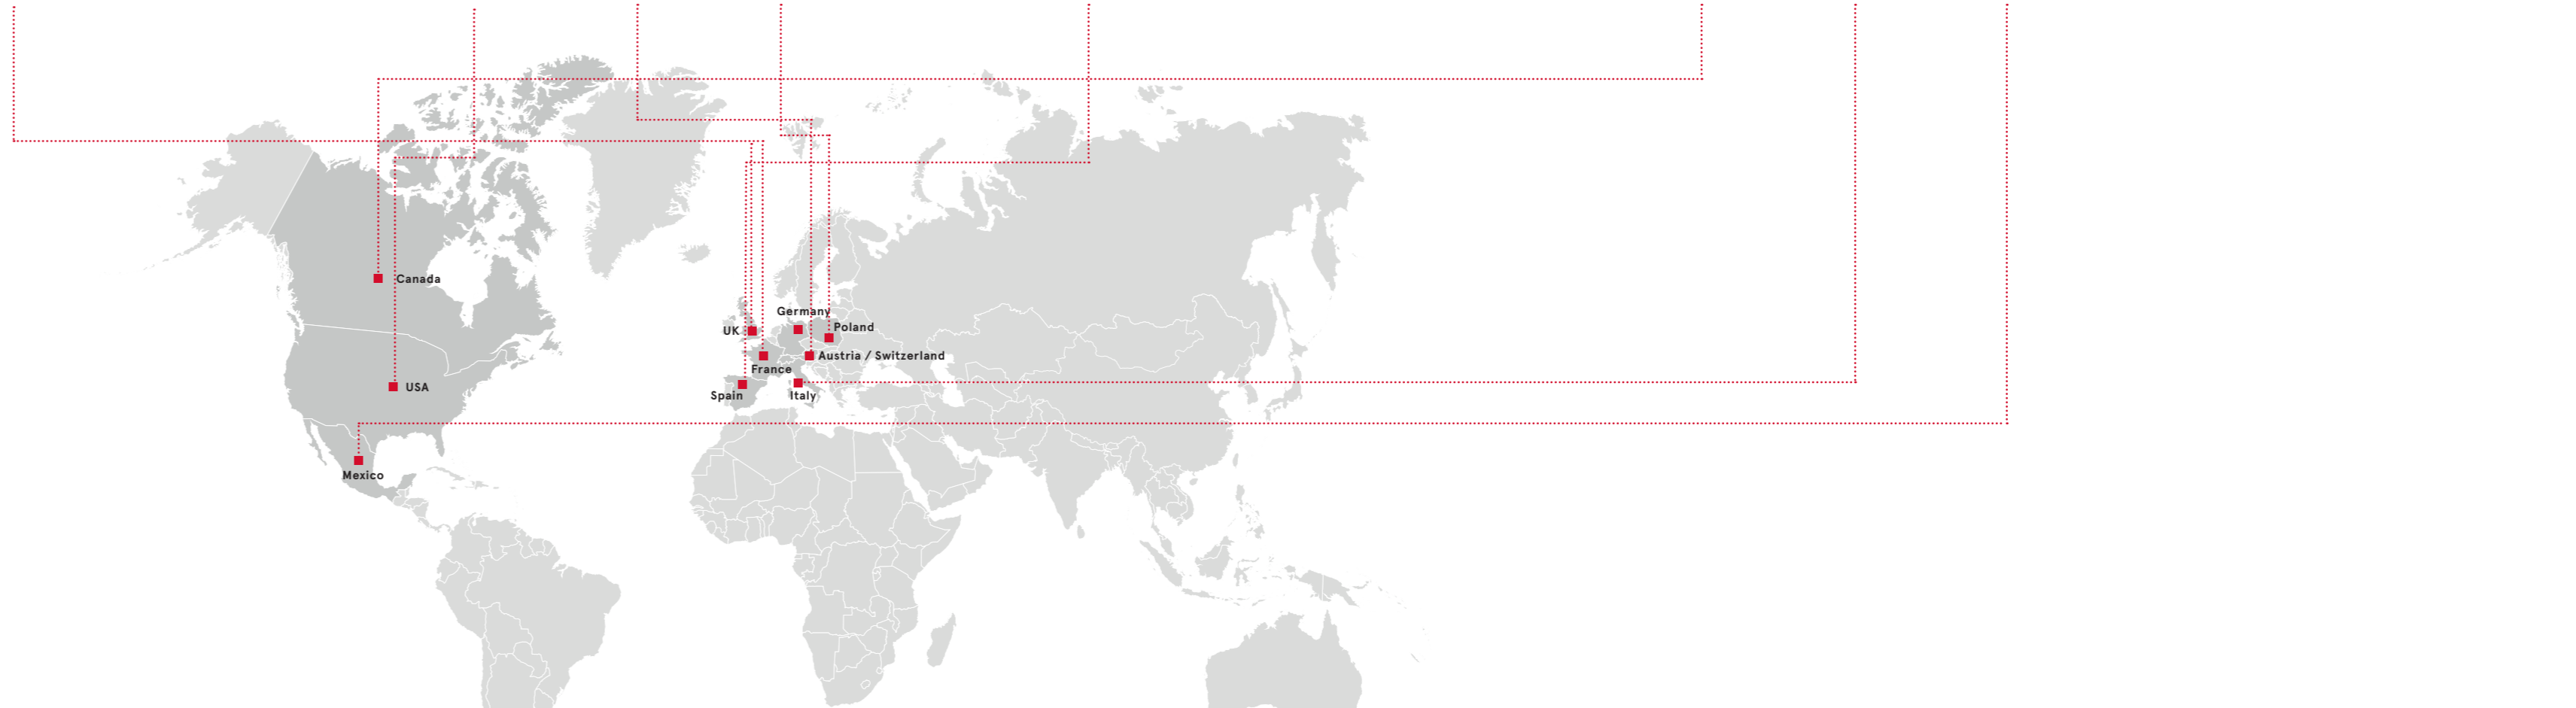 Canada
Germany
Poland
UK
Austria / Switzerland
France
USA
Spain
Italy
Mexico